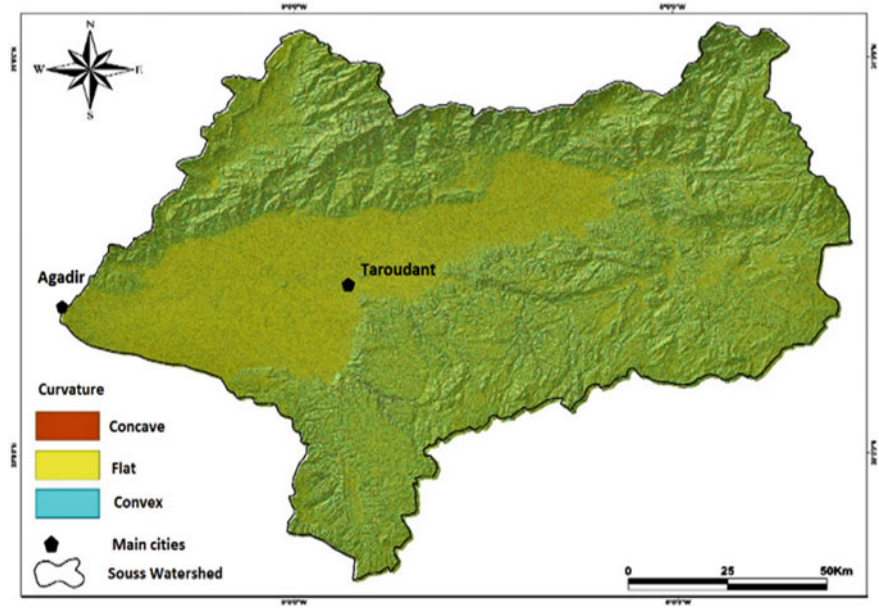 N
W E
S
Agadir
Taroudant
Curvature
Concave
Flat
Convex
Main cities
Souss Watershed
0 25 50Km